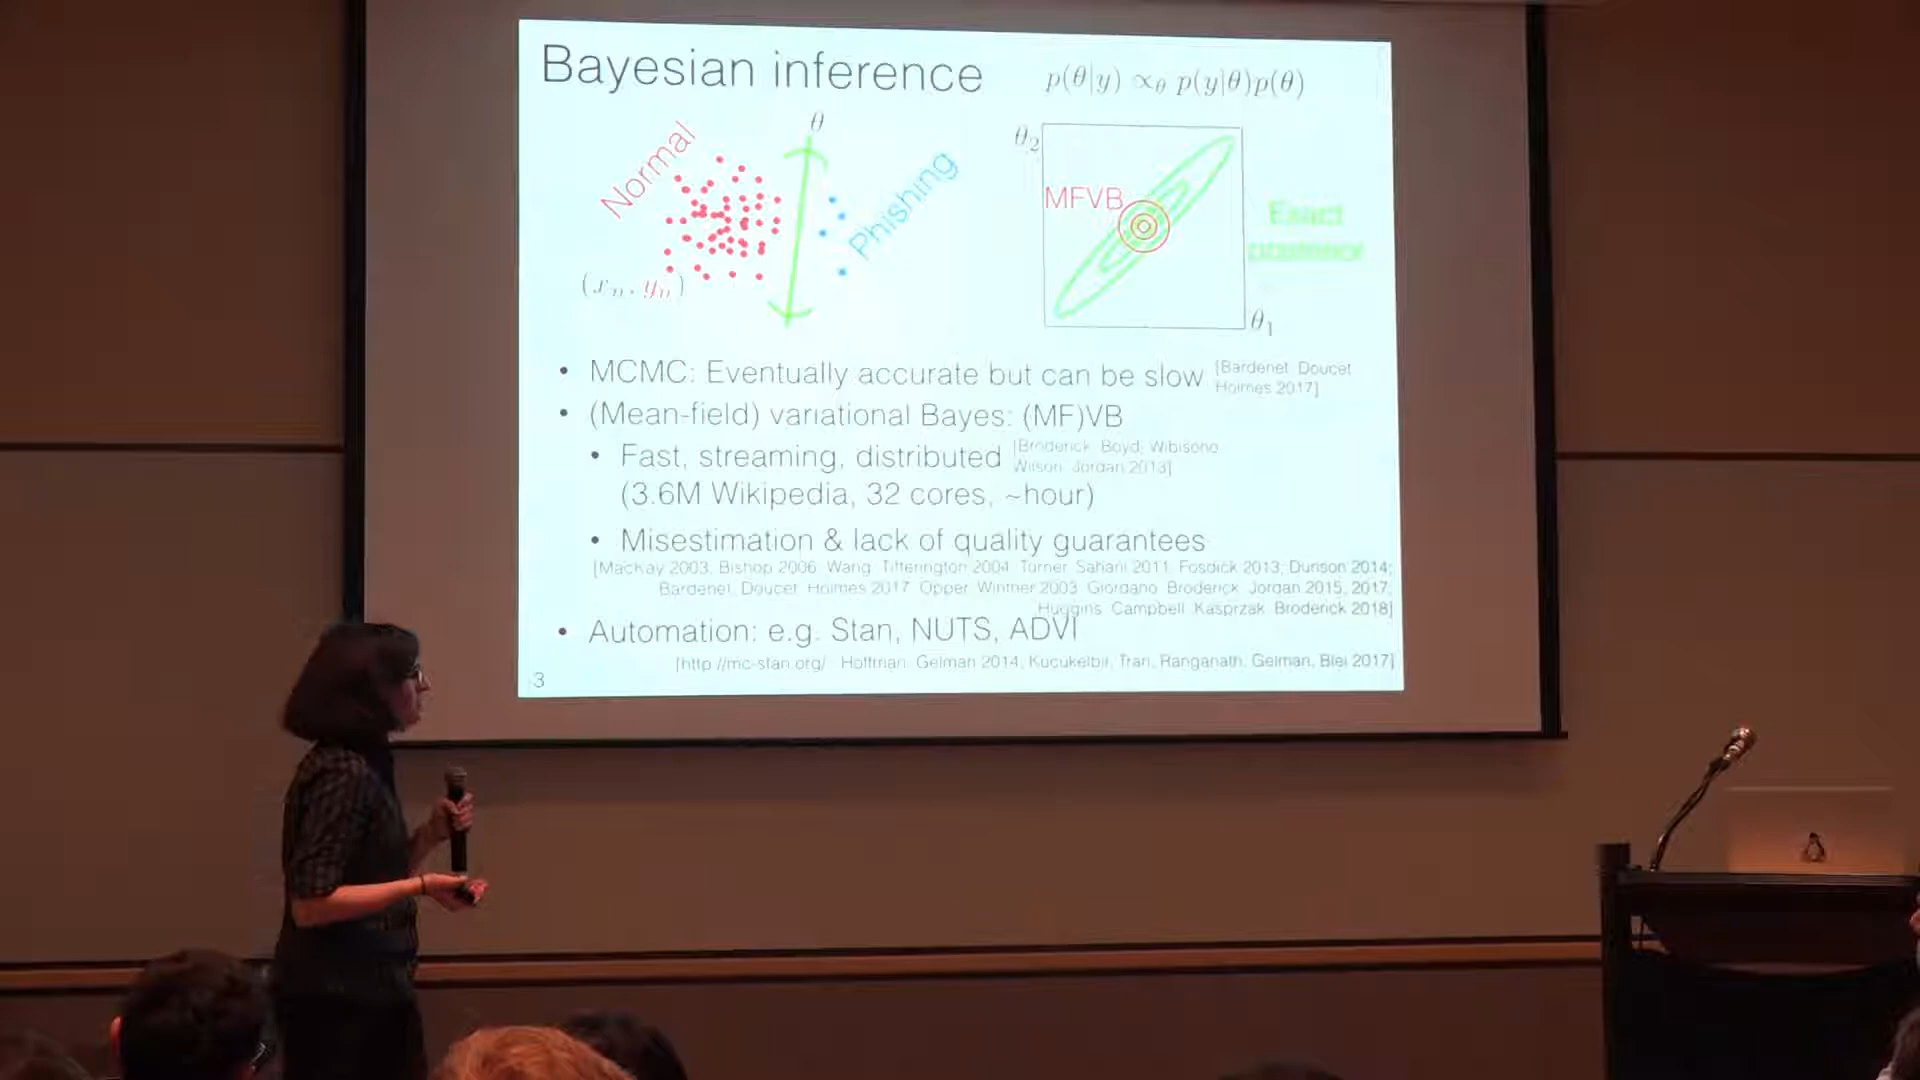 Bayesian inference
p(θ|y) ∝θ p(y|θ)p(θ)
Normal
θ
Phishing
(xn, yn)
θ2
MFVB
Exact
posterior
θ1
• MCMC: Eventually accurate but can be slow [Bardenet, Doucet,
Holmes 2017]
• (Mean-field) variational Bayes: (MF)VB
• Fast, streaming, distributed [Broderick, Boyd, Wibisono,
Wilson, Jordan 2013]
(3.6M Wikipedia, 32 cores, ~hour)
• Misestimation & lack of quality guarantees
[MacKay 2003; Bishop 2006; Wang, Titterington 2004; Turner, Sahani 2011; Fosdick 2013; Dunson 2014;
Bardenet, Doucet, Holmes 2017; Opper, Winther 2003; Giordano, Broderick, Jordan 2015, 2017;
Huggins, Campbell, Kasprzak, Broderick 2018]
• Automation: e.g. Stan, NUTS, ADVI
[http://mc-stan.org/ ; Hoffman, Gelman 2014; Kucukelbir, Tran, Ranganath, Gelman, Blei 2017]
3